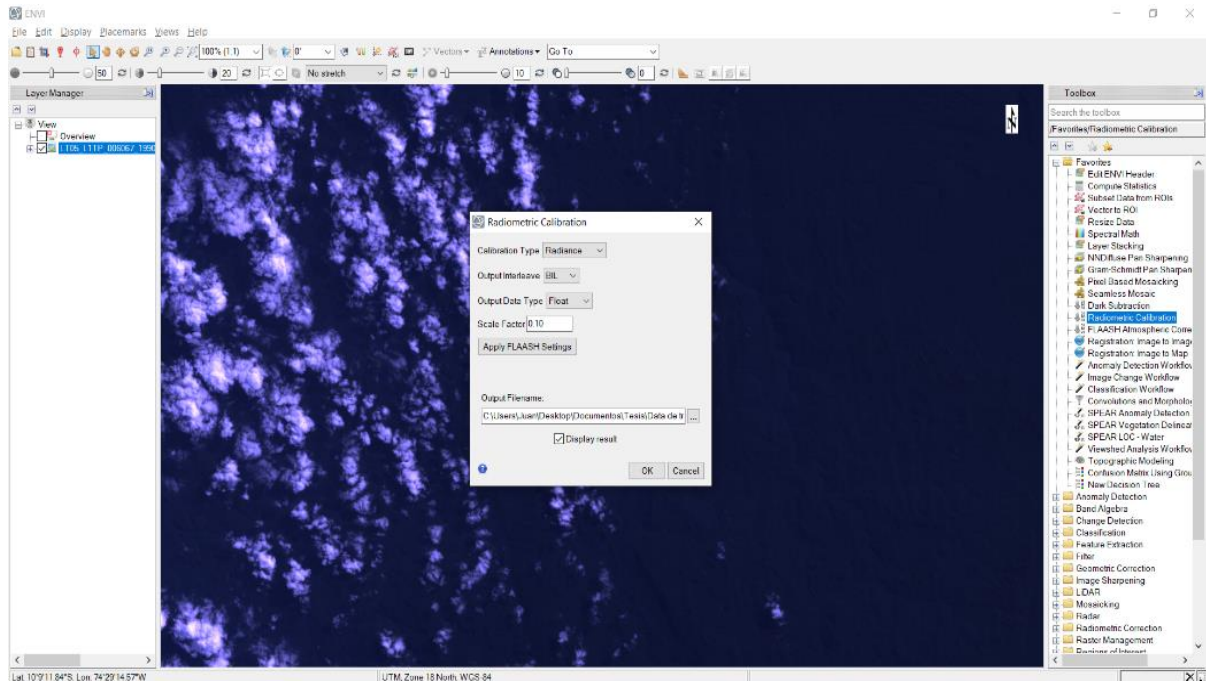 ENVI
File Edit Display Placemarks Views Help
100% (1:1) 0° Vectors Annotations Go To
50 20 No stretch 10 0
Layer Manager
View
Overview
LT05_L1TP_006067_1990
Radiometric Calibration
Calibration Type Radiance
Output Interleave BIL
Output Data Type Float
Scale Factor 0.10
Apply FLAASH Settings
Output Filename:
C:\Users\Juan\Desktop\Documentos\Tesis\Data de tr
...
Display result
OK Cancel
Toolbox
Search the toolbox
/Favorites/Radiometric Calibration
Favorites
Edit ENVI Header
Compute Statistics
Subset Data from ROIs
Vector to ROI
Resize Data
Spectral Math
Layer Stacking
NNDiffuse Pan Sharpening
Gram-Schmidt Pan Sharpen
Pixel Based Mosaicking
Seamless Mosaic
Dark Subtraction
Radiometric Calibration
FLAASH Atmospheric Corre
Registration: Image to Imag
Registration: Image to Map
Anomaly Detection Workflov
Image Change Workflow
Classification Workflow
Convolutions and Morpholo
SPEAR Anomaly Detection
SPEAR Vegetation Delineat
SPEAR LOC - Water
Viewshed Analysis Workflov
Topographic Modeling
Confusion Matrix Using Grou
New Decision Tree
Anomaly Detection
Band Algebra
Change Detection
Classification
Feature Extraction
Filter
Geometric Correction
Image Sharpening
LiDAR
Mosaicking
Radar
Radiometric Correction
Raster Management
Regions of Interest
Lat: 10°9'11.84"S, Lon: 74°29'14.57"W
UTM, Zone 18 North, WGS-84